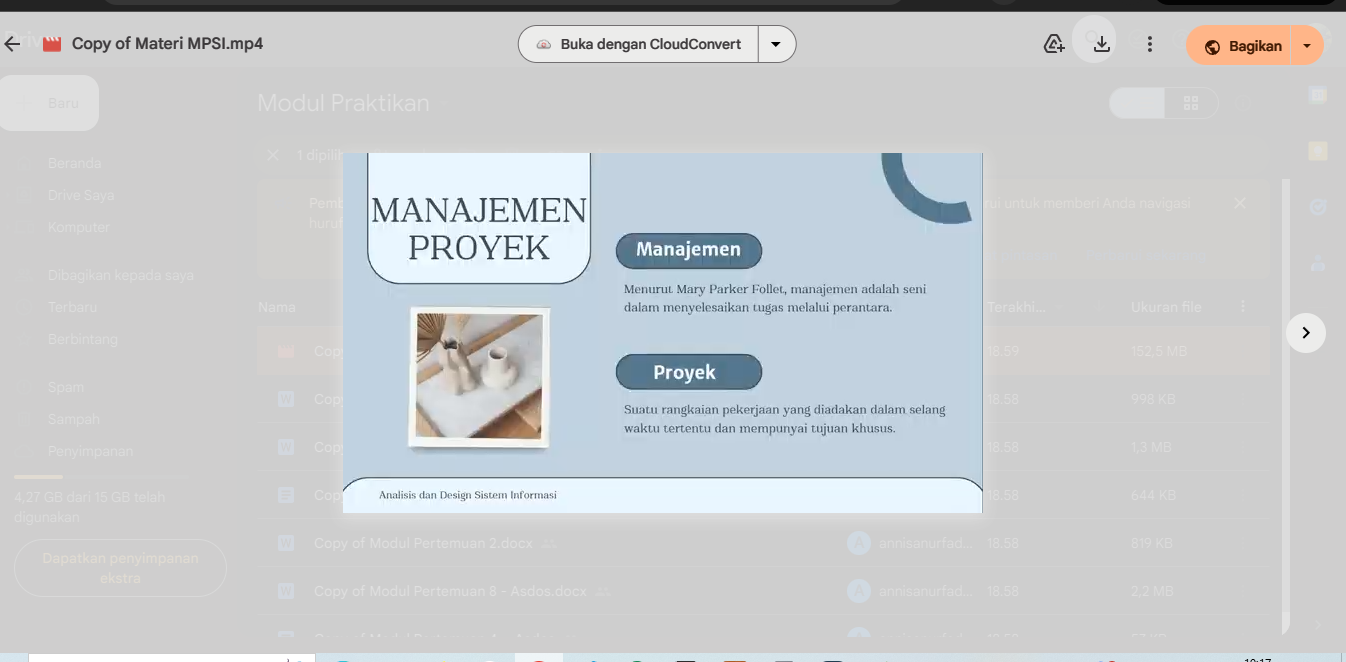 Copy of Materi MPSI.mp4
Buka dengan CloudConvert
Bagikan
Baru
Modul Praktikan
Beranda
Drive Saya
Komputer
Dibagikan kepada saya
Terbaru
Berbintang
Spam
Sampah
Penyimpanan
4,27 GB dari 15 GB telah
digunakan
Dapatkan penyimpanan
ekstra
MANAJEMEN
PROYEK
Manajemen
Menurut Mary Parker Follet, manajemen adalah seni
dalam menyelesaikan tugas melalui perantara.
Proyek
Suatu rangkaian pekerjaan yang diadakan dalam selang
waktu tertentu dan mempunyai tujuan khusus.
Analisis dan Design Sistem Informasi
untuk memberi Anda navigasi
Nama
Terakhi...
Ukuran file
18.59
152,5 MB
18.58
998 KB
18.58
1,3 MB
18.58
644 KB
Copy of Modul Pertemuan 2.docx
annisanurfad...
18.58
819 KB
Copy of Modul Pertemuan 8 - Asdos.docx
annisanurfad...
18.58
2,2 MB